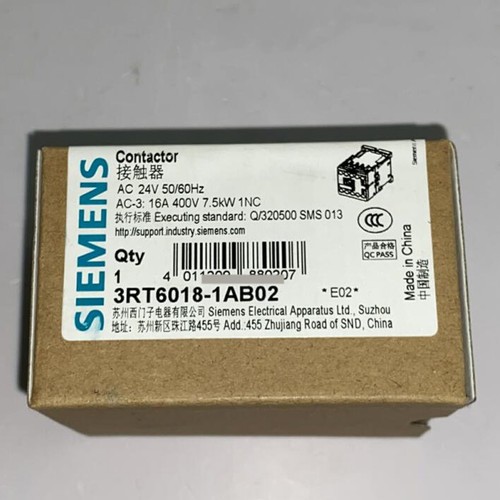 SIEMENS
Contactor
接触器
AC 24V 50/60Hz
AC-3: 16A 400V 7.5kW 1NC
执行标准 Executing standard: Q/320500 SMS 013
http://support.industry.siemens.com
Qty
1
3RT6018-1AB02
*E02*
苏州西门子电器有限公司 Siemens Electrical Apparatus Ltd., Suzhou
地址: 苏州新区珠江路455号 Add.:455 Zhujiang Road of SND, China
CCC
产品合格
QC PASS
Made in China
中国制造